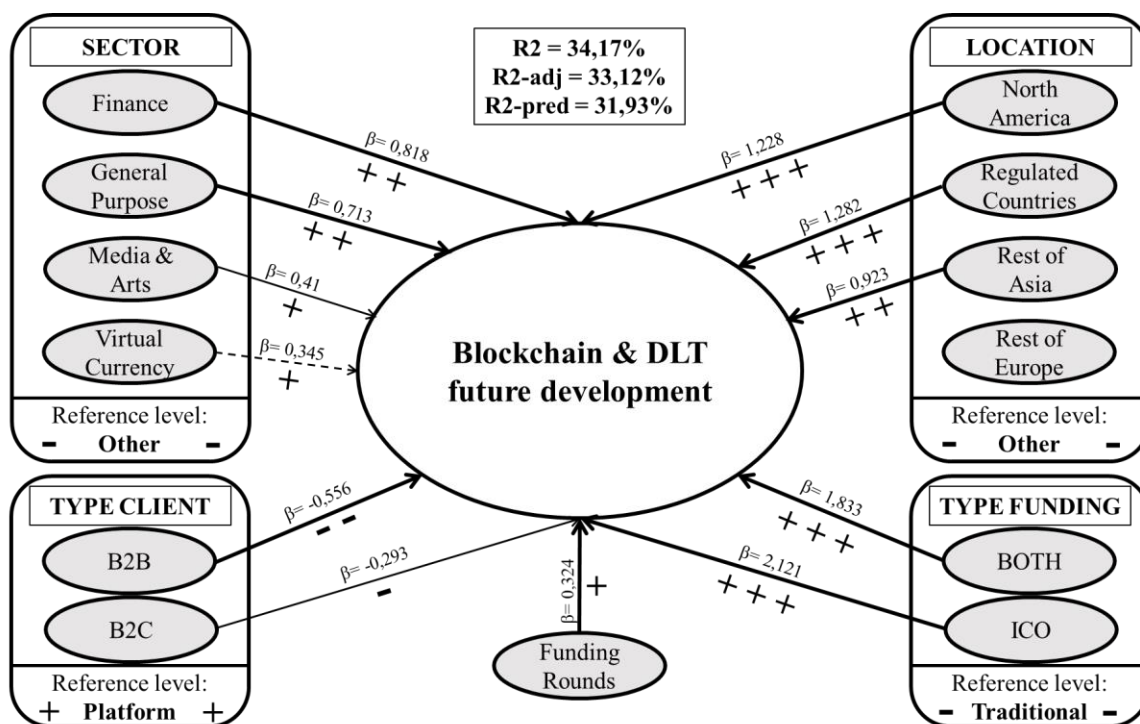 SECTOR
Finance
General
Purpose
Media &
Arts
Virtual
Currency
Reference level:
- Other -
R2 = 34,17%
R2-adj = 33,12%
R2-pred = 31,93%
LOCATION
North
America
Regulated
Countries
Rest of
Asia
Rest of
Europe
Reference level:
- Other -
β= 0,818
+ +
β= 0,713
+ +
β= 0,41
+
β= 0,345
+
β= 1,228
+ + +
β= 1,282
+ + +
β= 0,923
+ +
Blockchain & DLT
future development
TYPE CLIENT
B2B
B2C
Reference level:
+ Platform +
β= -0,556
- -
β= -0,293
-
β= 0,324
+
Funding
Rounds
β= 1,833
+ + +
β= 2,121
+ + +
TYPE FUNDING
BOTH
ICO
Reference level:
- Traditional -